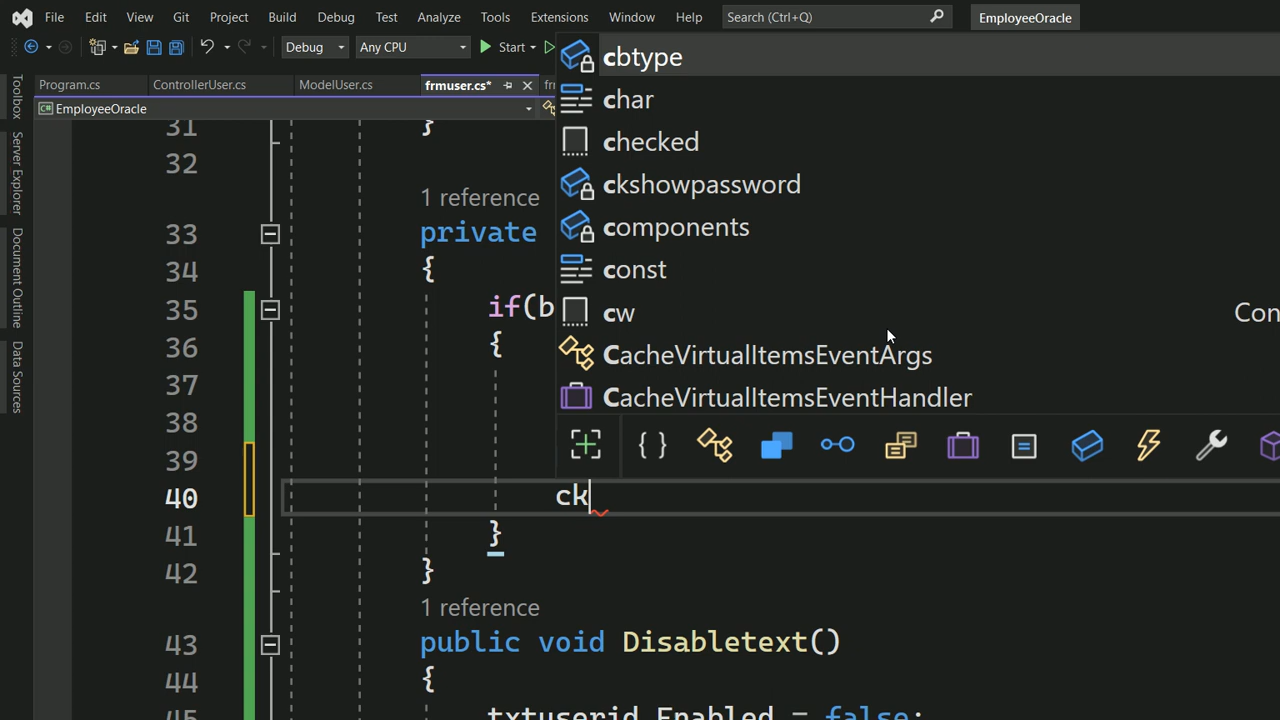 File Edit View Git Project Build Debug Test Analyze Tools Extensions Window Help Search (Ctrl+Q) EmployeeOracle
Debug Any CPU Start
Program.cs ControllerUser.cs ModelUser.cs frmuser.cs*
EmployeeOracle
Toolbox
Server Explorer
Document Outline
Data Sources
31 }
32
1 reference
33 private
34 {
35 if(b
36 {
37
38
39
40 ck
41 }
42 }
1 reference
43 public void Disabletext()
44 {
45 txtuserid.Enabled = false;
cbtype
char
checked
ckshowpassword
components
const
cw Con
CacheVirtualItemsEventArgs
CacheVirtualItemsEventHandler